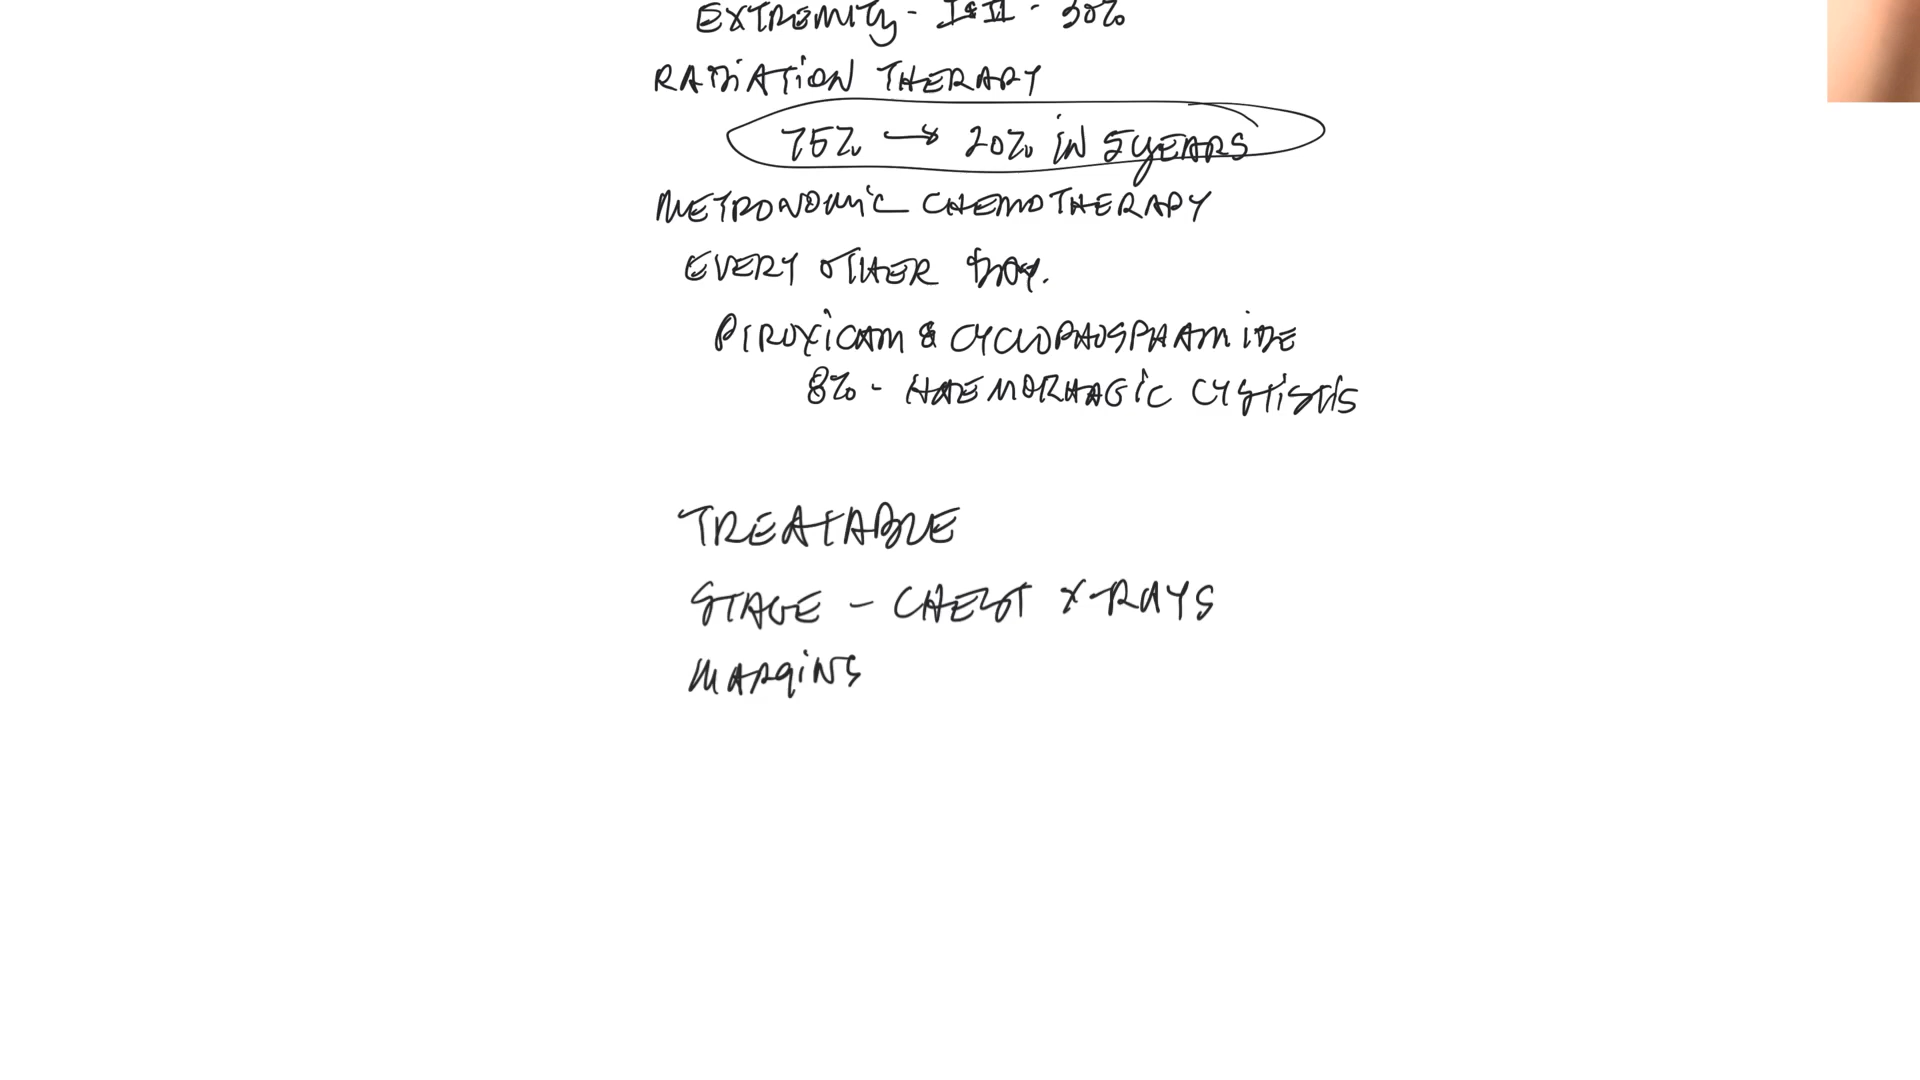 EXTREMITY - I & II - 30%
RADIATION THERAPY
75% → 20% IN 5 YEARS
METRONOMIC CHEMOTHERAPY
EVERY OTHER DAY.
PIROXICAM & CYCLOPHOSPHAMIDE
8% - HAEMORHAGIC CYSTISTIS
TREATABLE
STAGE - CHEST X-RAYS
MARGINS